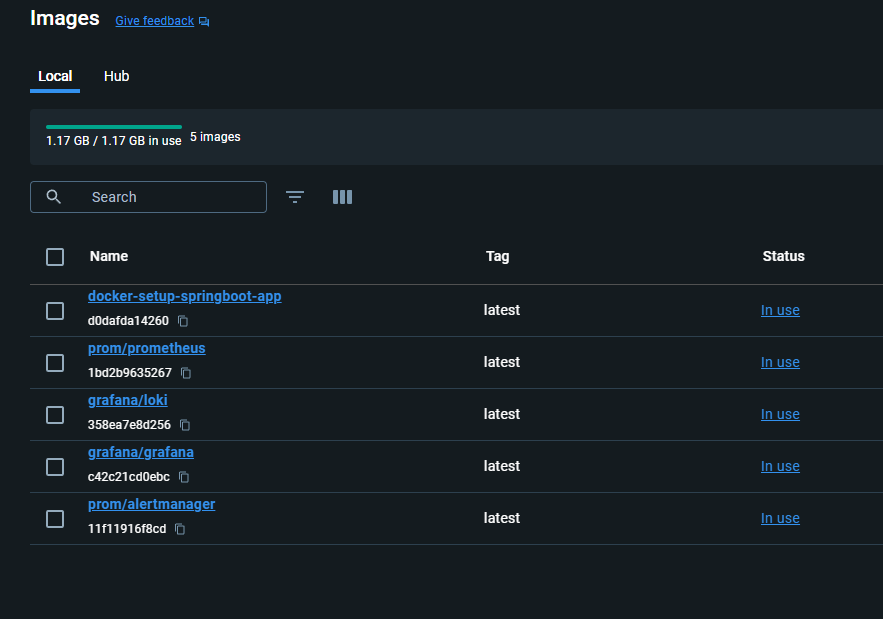 Images Give feedback
Local Hub
1.17 GB / 1.17 GB in use 5 images
Search
Name Tag Status
docker-setup-springboot-app
d0dafda14260
latest In use
prom/prometheus
1bd2b9635267
latest In use
grafana/loki
358ea7e8d256
latest In use
grafana/grafana
c42c21cd0ebc
latest In use
prom/alertmanager
11f11916f8cd
latest In use